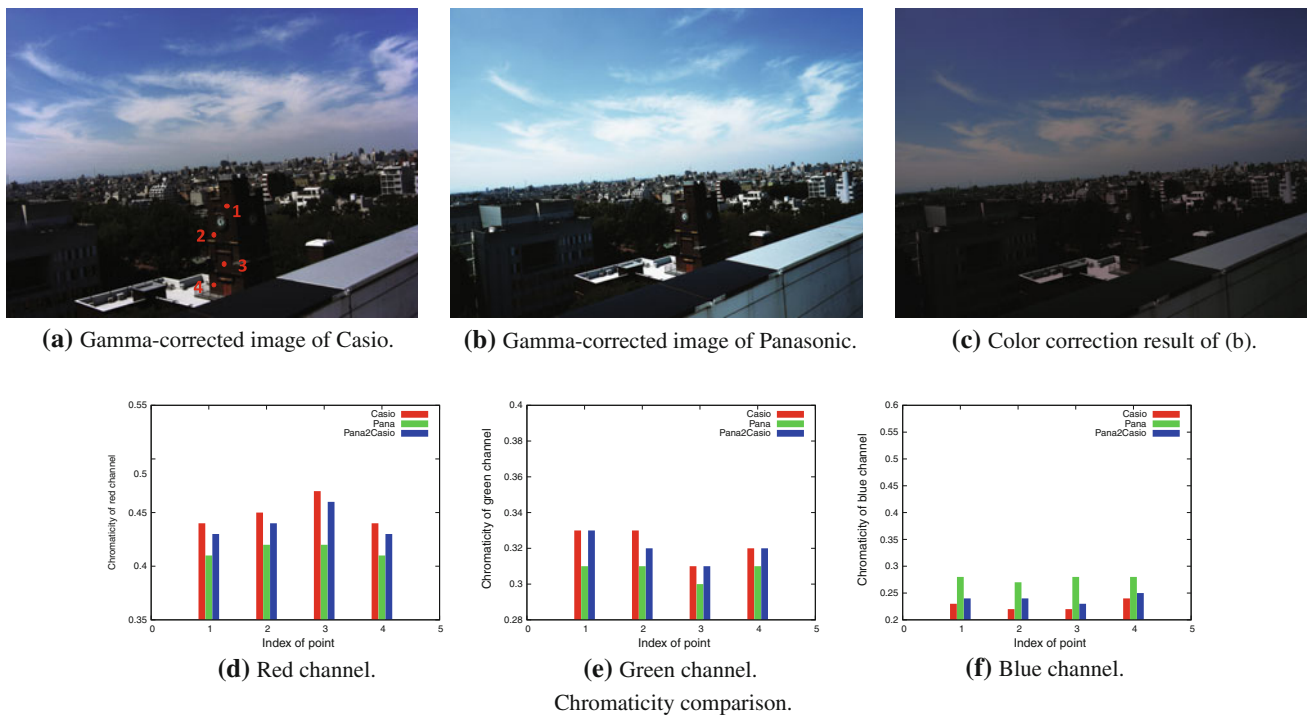 1
2
3
4
(a) Gamma-corrected image of Casio.
(b) Gamma-corrected image of Panasonic.
(c) Color correction result of (b).
0.55
0.5
0.45
0.4
0.35
0
1
2
3
4
5
Chromaticity of red channel
Index of point
Casio
Pana
Pana2Casio
(d) Red channel.
0.4
0.38
0.36
0.34
0.32
0.3
0.28
0
1
2
3
4
5
Chromaticity of green channel
Index of point
Casio
Pana
Pana2Casio
(e) Green channel.
0.6
0.55
0.5
0.45
0.4
0.35
0.3
0.25
0.2
0
1
2
3
4
5
Chromaticity of blue channel
Index of point
Casio
Pana
Pana2Casio
(f) Blue channel.
Chromaticity comparison.